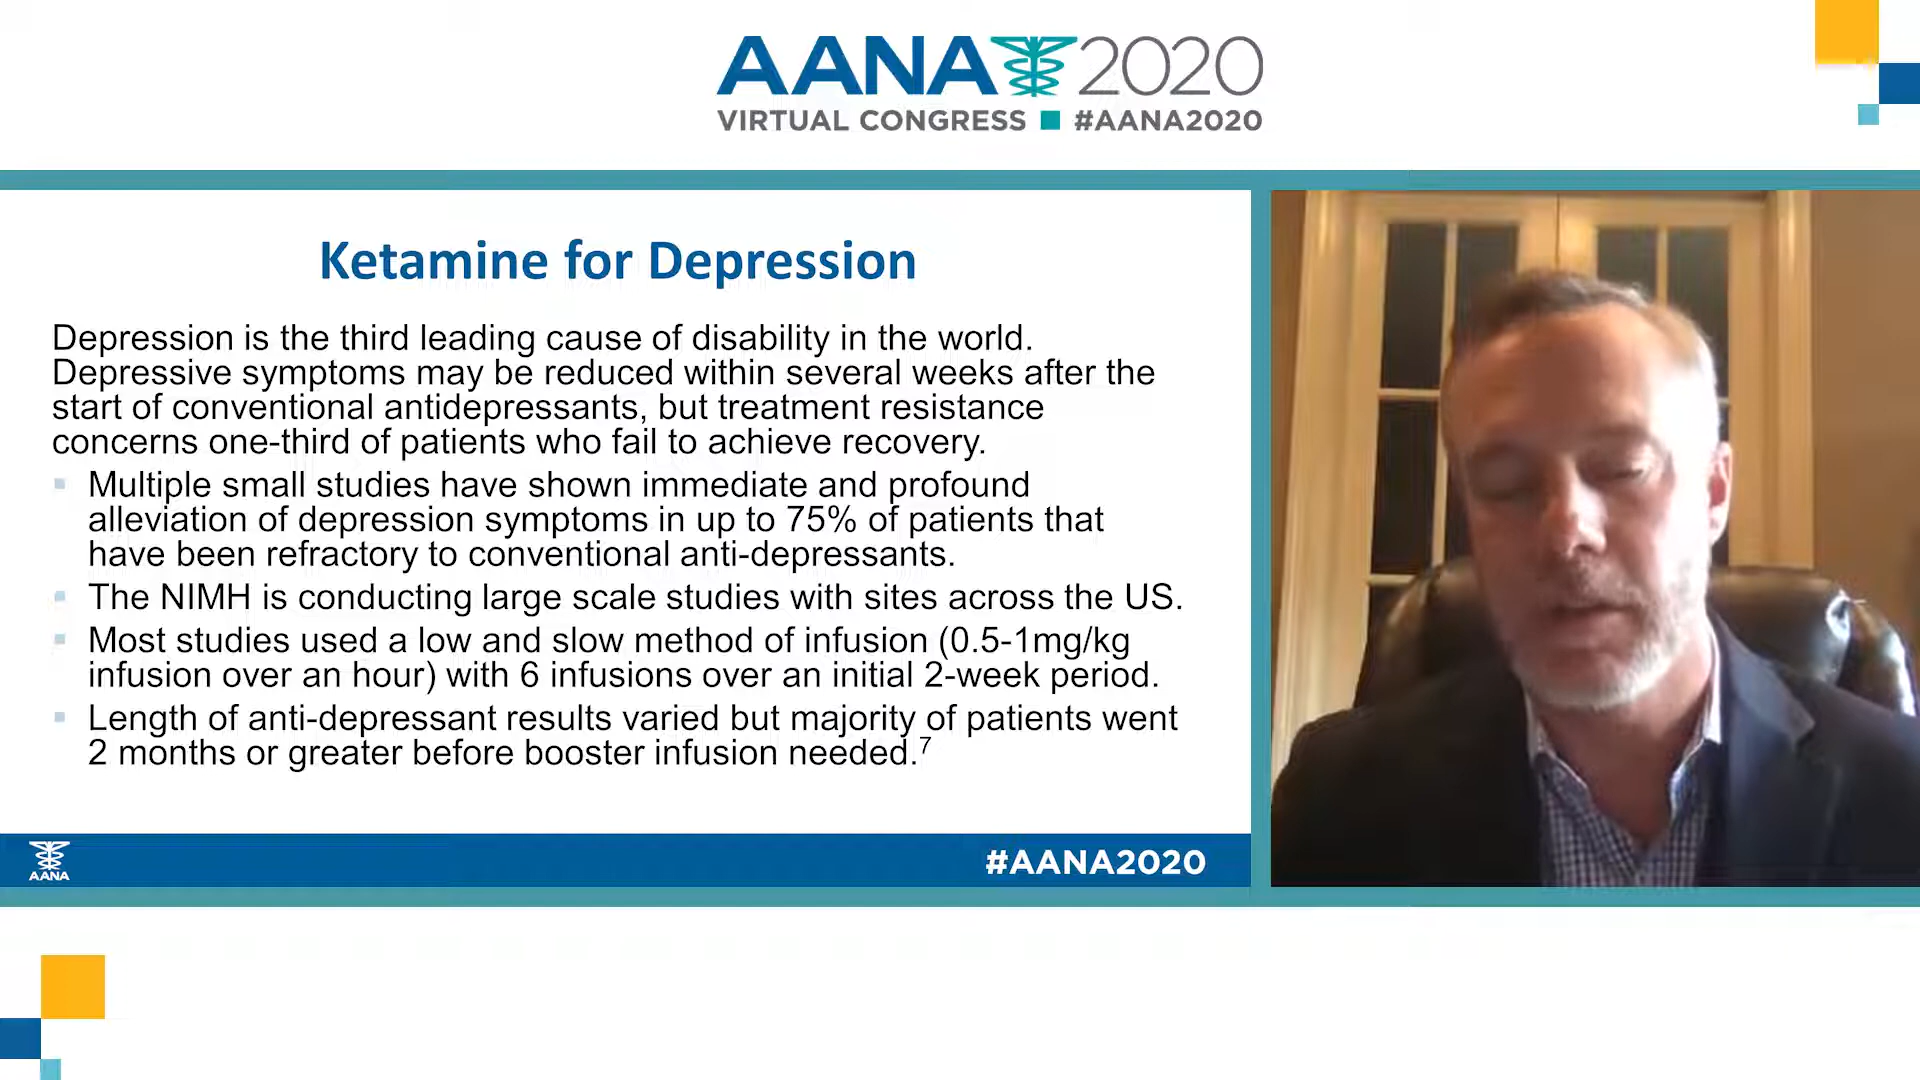 AANA 2020
VIRTUAL CONGRESS #AANA2020
Ketamine for Depression
Depression is the third leading cause of disability in the world.
Depressive symptoms may be reduced within several weeks after the
start of conventional antidepressants, but treatment resistance
concerns one-third of patients who fail to achieve recovery.
Multiple small studies have shown immediate and profound
alleviation of depression symptoms in up to 75% of patients that
have been refractory to conventional anti-depressants.
The NIMH is conducting large scale studies with sites across the US.
Most studies used a low and slow method of infusion (0.5-1mg/kg
infusion over an hour) with 6 infusions over an initial 2-week period.
Length of anti-depressant results varied but majority of patients went
2 months or greater before booster infusion needed.7
AANA
#AANA2020